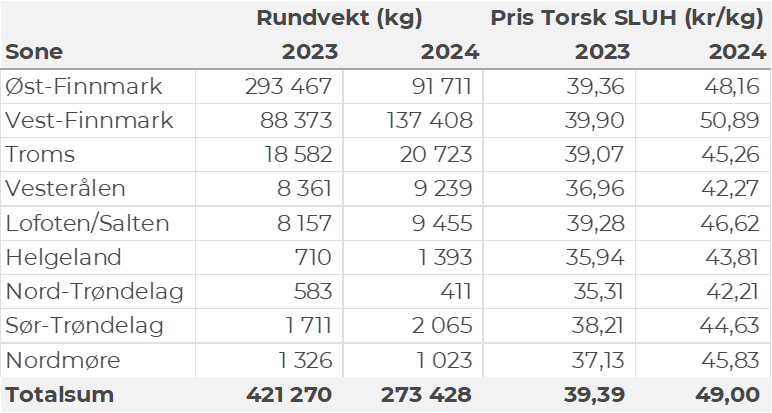 Rundvekt (kg) Pris Torsk SLUH (kr/kg)
Sone 2023 2024 2023 2024
Øst-Finnmark 293 467 91 711 39,36 48,16
Vest-Finnmark 88 373 137 408 39,90 50,89
Troms 18 582 20 723 39,07 45,26
Vesterålen 8 361 9 239 36,96 42,27
Lofoten/Salten 8 157 9 455 39,28 46,62
Helgeland 710 1 393 35,94 43,81
Nord-Trøndelag 583 411 35,31 42,21
Sør-Trøndelag 1 711 2 065 38,21 44,63
Nordmøre 1 326 1 023 37,13 45,83
Totalsum 421 270 273 428 39,39 49,00